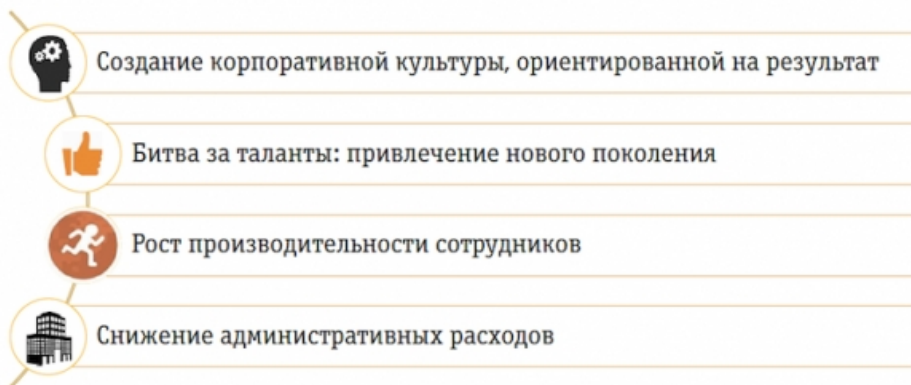 Создание корпоративной культуры, ориентированной на результат
Битва за таланты: привлечение нового поколения
Рост производительности сотрудников
Снижение административных расходов